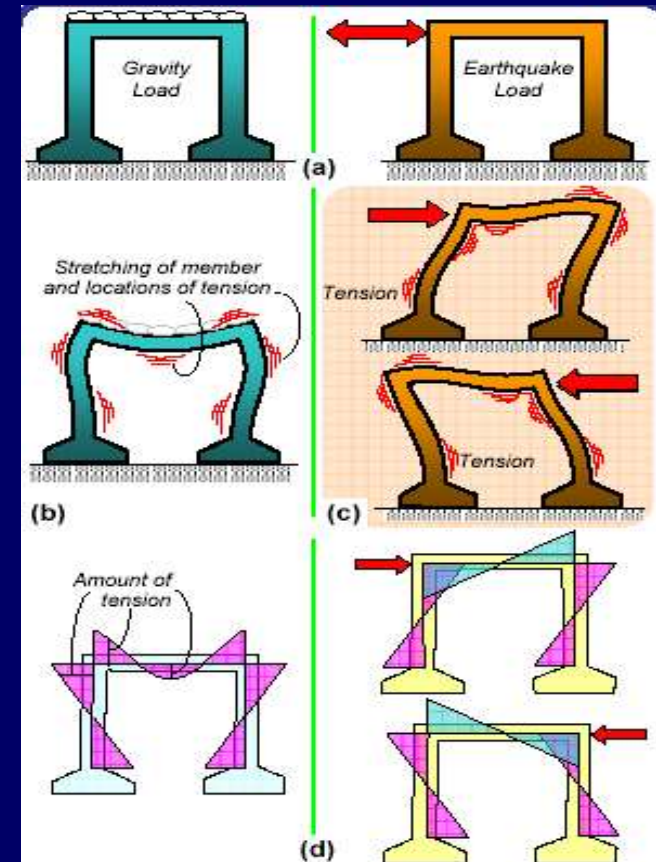 Gravity
Load
Earthquake
Load
(a)
Stretching of member
and locations of tension
(b)
Tension
Tension
(c)
Amount of
tension
(d)